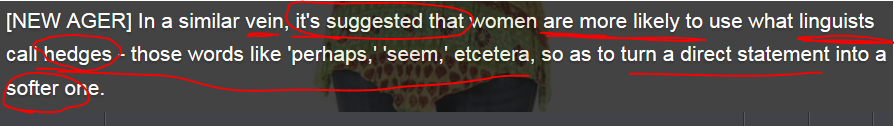 [NEW AGER] In a similar vein, it's suggested that women are more likely to use what linguists
call hedges - those words like 'perhaps,' 'seem,' etcetera, so as to turn a direct statement into a
softer one.